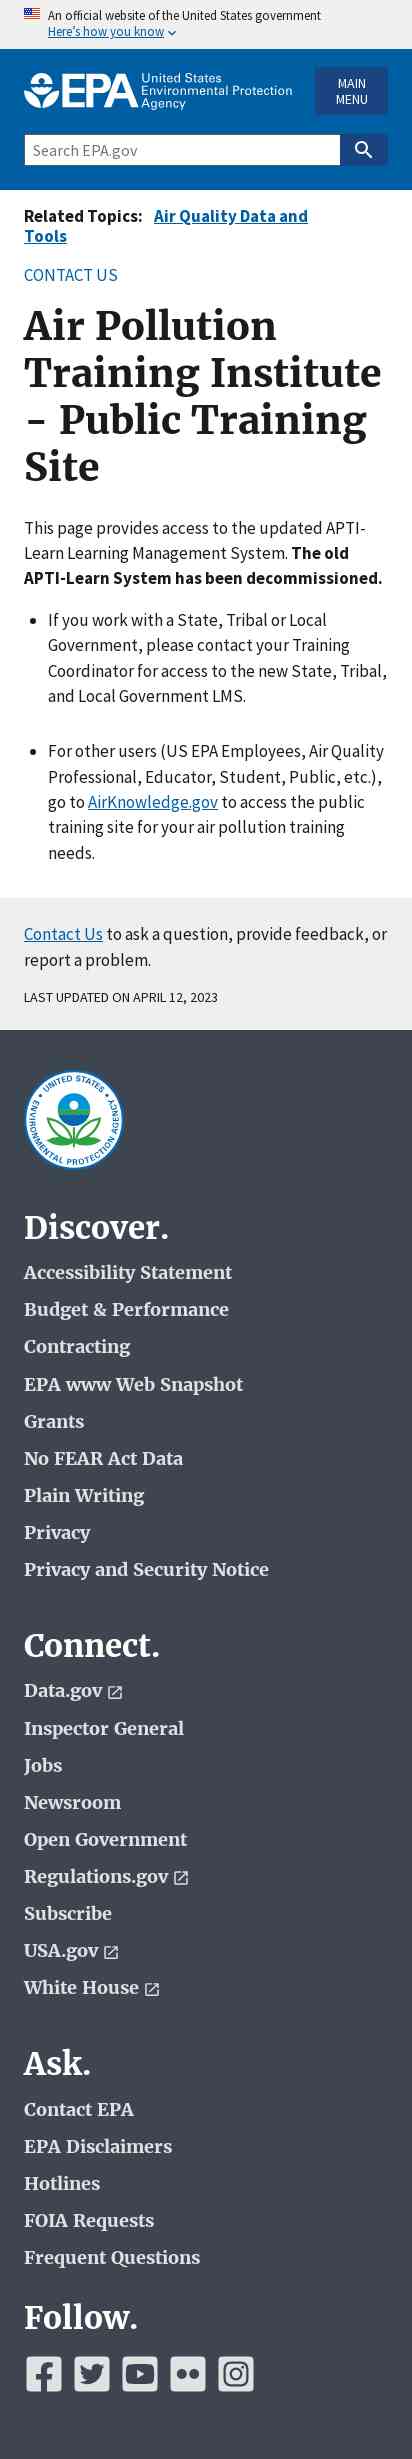 An official website of the United States government
Here's how you know
EPA United States
Environmental Protection
Agency
MAIN
MENU
Search EPA.gov
Related Topics: Air Quality Data and
Tools
CONTACT US
Air Pollution
Training Institute
- Public Training
Site
This page provides access to the updated APTI-
Learn Learning Management System. The old
APTI-Learn System has been decommissioned.
• If you work with a State, Tribal or Local
Government, please contact your Training
Coordinator for access to the new State, Tribal,
and Local Government LMS.
• For other users (US EPA Employees, Air Quality
Professional, Educator, Student, Public, etc.),
go to AirKnowledge.gov to access the public
training site for your air pollution training
needs.
Contact Us to ask a question, provide feedback, or
report a problem.
LAST UPDATED ON APRIL 12, 2023
UNITED STATES
ENVIRONMENTAL PROTECTION AGENCY
Discover.
Accessibility Statement
Budget & Performance
Contracting
EPA www Web Snapshot
Grants
No FEAR Act Data
Plain Writing
Privacy
Privacy and Security Notice
Connect.
Data.gov
Inspector General
Jobs
Newsroom
Open Government
Regulations.gov
Subscribe
USA.gov
White House
Ask.
Contact EPA
EPA Disclaimers
Hotlines
FOIA Requests
Frequent Questions
Follow.